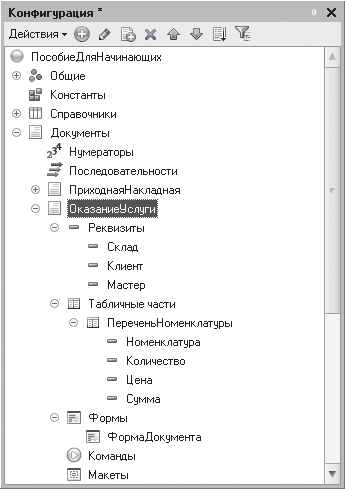 Конфигурация *
Действия
ПособиеДляНачинающих
Общие
Константы
Справочники
Документы
Нумераторы
Последовательности
ПриходнаяНакладная
ОказаниеУслуги
Реквизиты
Склад
Клиент
Мастер
Табличные части
ПереченьНоменклатуры
Номенклатура
Количество
Цена
Сумма
Формы
ФормаДокумента
Команды
Макеты